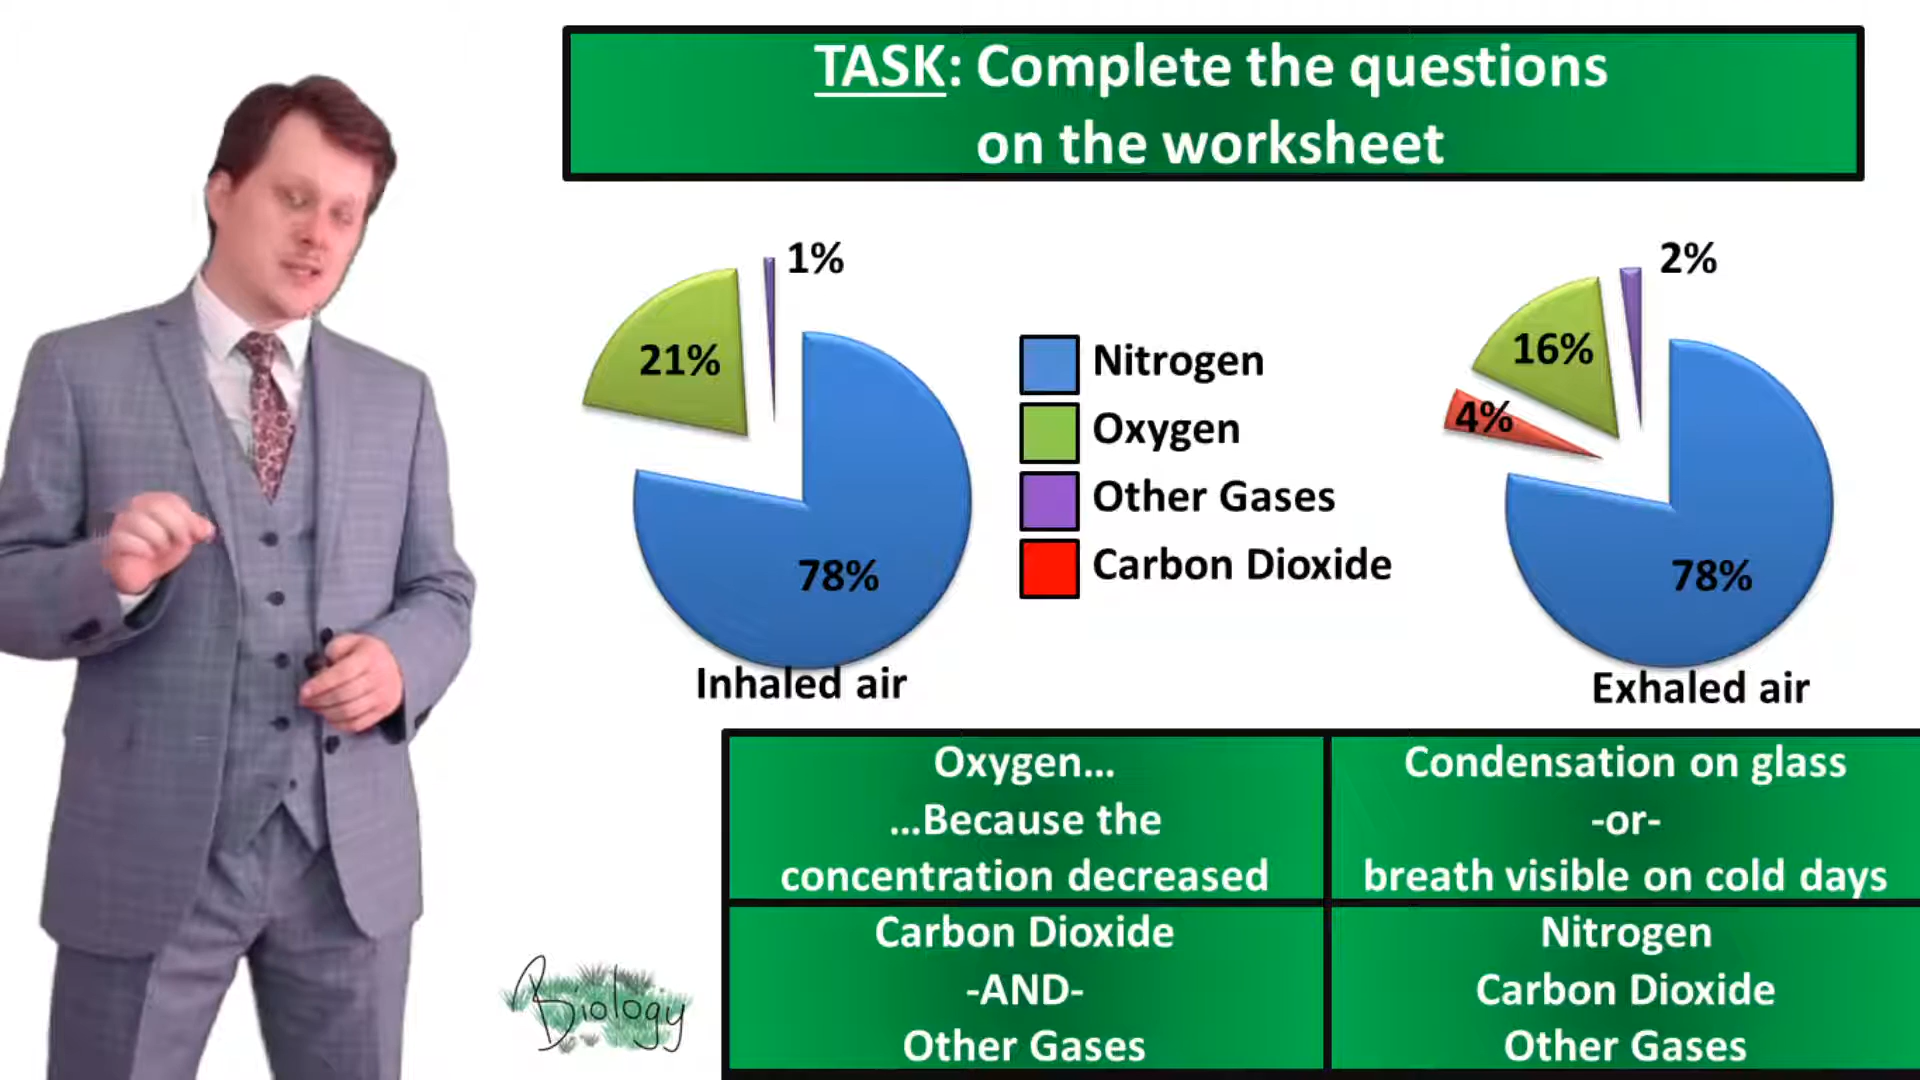 TASK: Complete the questions
on the worksheet
1%
21%
78%
Inhaled air
Nitrogen
Oxygen
Other Gases
Carbon Dioxide
2%
16%
4%
78%
Exhaled air
Oxygen...
...Because the
concentration decreased
Condensation on glass
-or-
breath visible on cold days
Carbon Dioxide
-AND-
Other Gases
Nitrogen
Carbon Dioxide
Other Gases
Biology